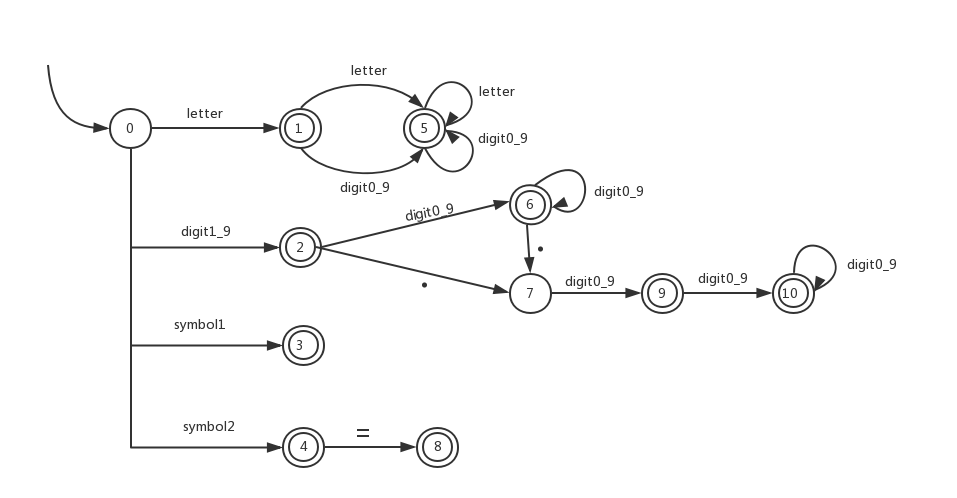 letter
letter
letter
0
1
5
digit0_9
digit0_9
digit0_9
digit0_9
6
digit1_9
2
.
.
digit0_9
digit0_9
digit0_9
7
9
10
symbol1
3
symbol2
=
4
8